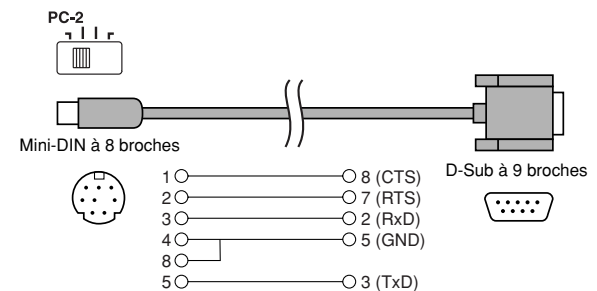 PC-2
Mini-DIN à 8 broches
D-Sub à 9 broches
1 8 (CTS)
2 7 (RTS)
3 2 (RxD)
4 5 (GND)
8
5 3 (TxD)